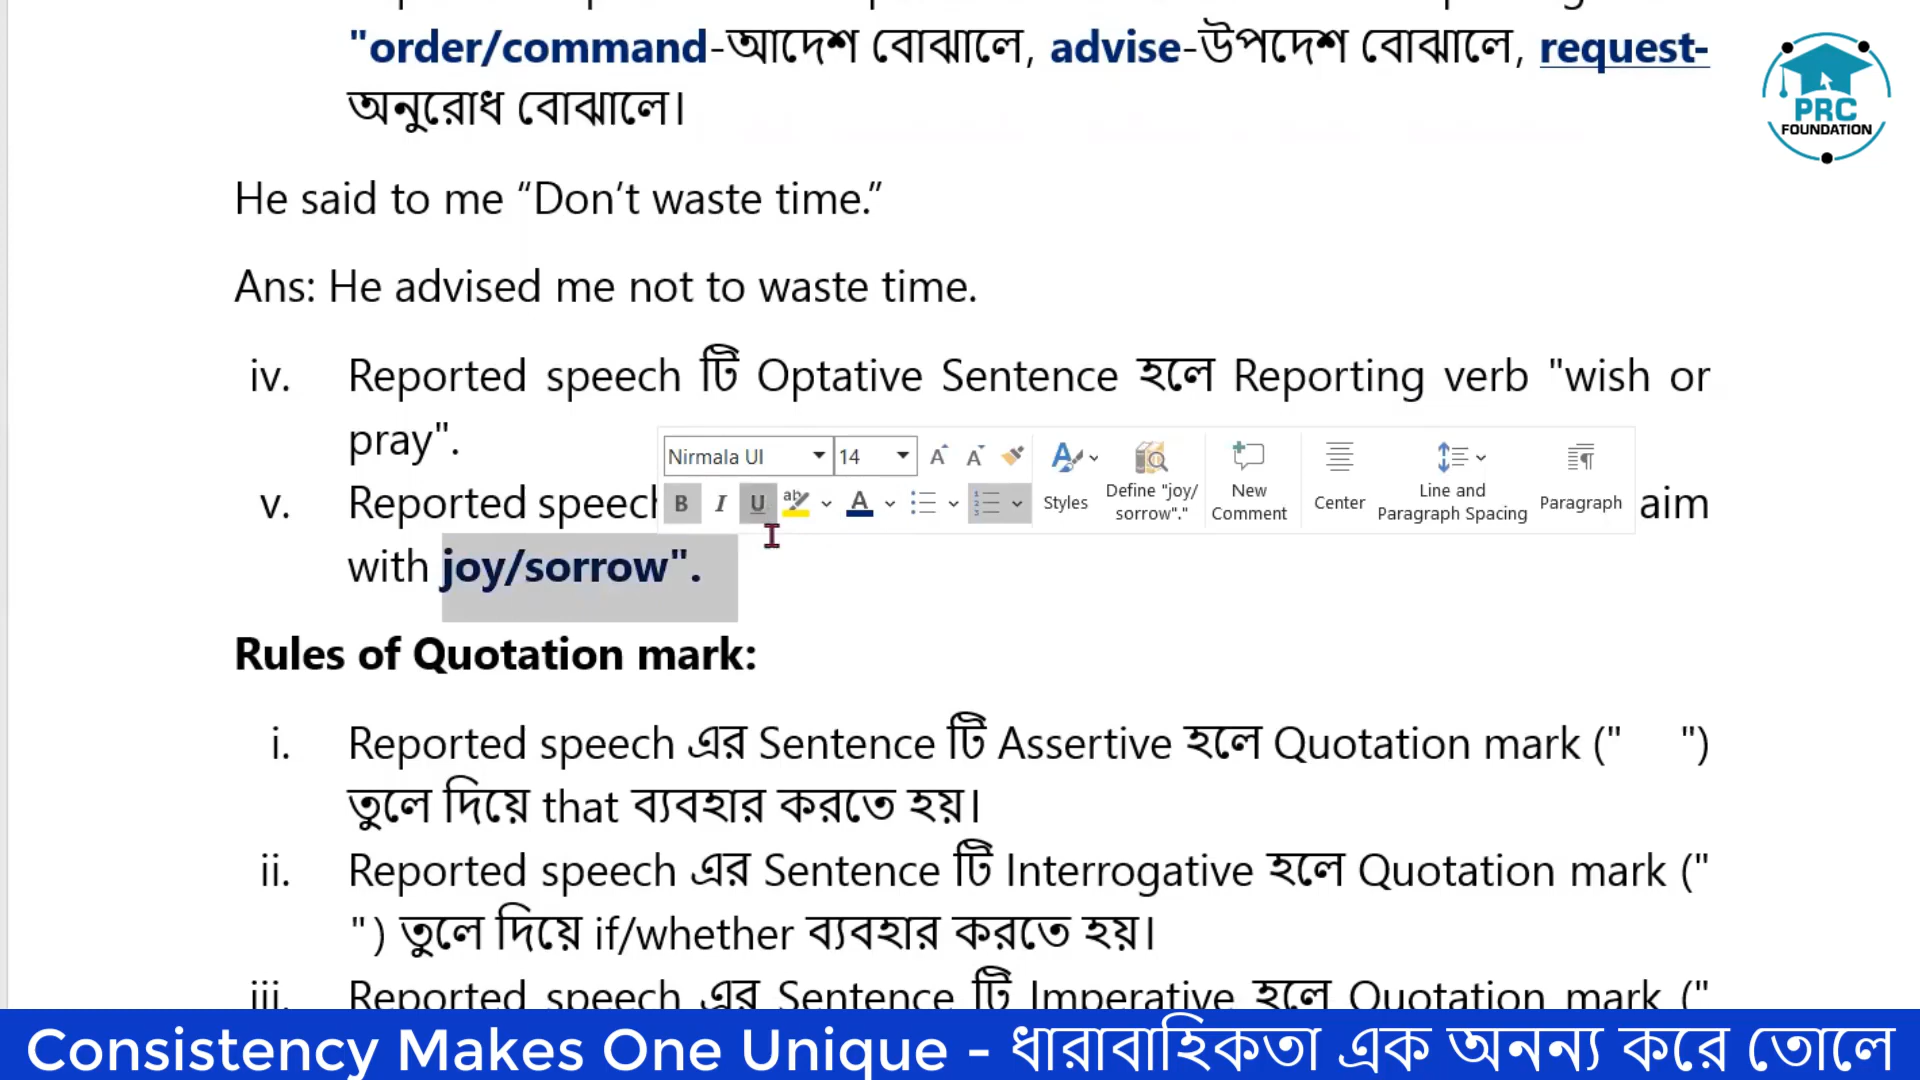 "order/command-আদেশ বোঝালে, advise-উপদেশ বোঝালে, request-
অনুরোধ বোঝালে।
PRC
FOUNDATION
He said to me “Don’t waste time.”
Ans: He advised me not to waste time.
iv. Reported speech টি Optative Sentence হলে Reporting verb "wish or
pray".
Nirmala UI 14
v. Reported speech aim
B I U Styles Define "joy/ sorrow"." New Comment Center Line and Paragraph Spacing Paragraph
with joy/sorrow".
Rules of Quotation mark:
i. Reported speech এর Sentence টি Assertive হলে Quotation mark (" ")
তুলে দিয়ে that ব্যবহার করতে হয়।
ii. Reported speech এর Sentence টি Interrogative হলে Quotation mark ("
") তুলে দিয়ে if/whether ব্যবহার করতে হয়।
iii. Reported speech এর Sentence টি Imperative হলে Quotation mark ("
Consistency Makes One Unique - ধারাবাহিকতা এক অনন্য করে তোলে